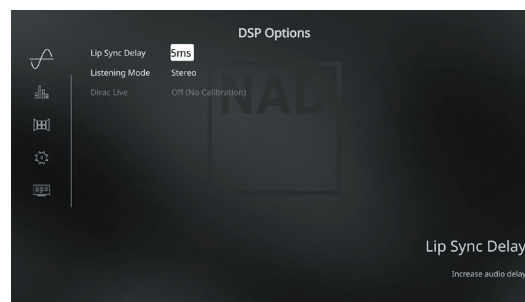 DSP Options
Lip Sync Delay 5ms
Listening Mode Stereo
Dirac Live Off (No Calibration)
NAD
Lip Sync Delay
Increase audio delay